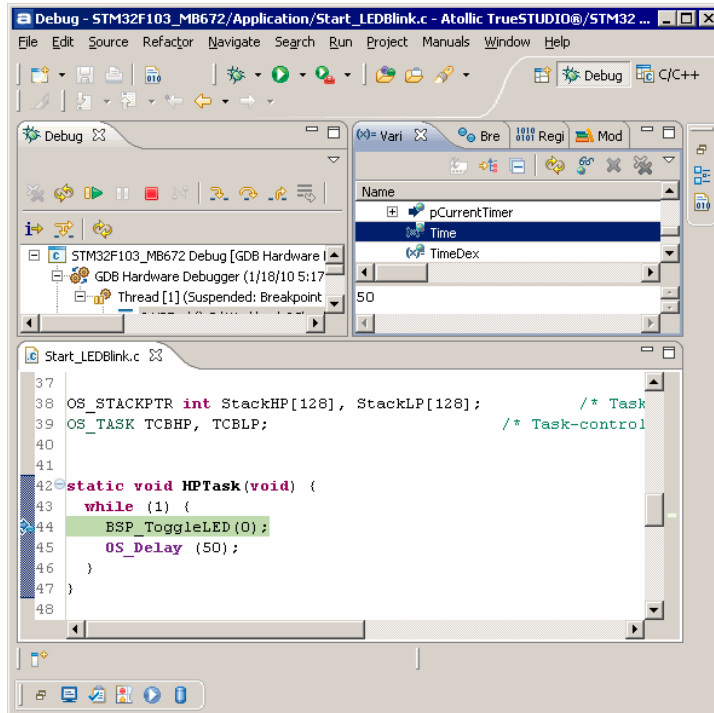 Debug - STM32F103_MB672/Application/Start_LEDBlink.c - Atollic TrueSTUDIO®/STM32 ...
File Edit Source Refactor Navigate Search Run Project Manuals Window Help
Debug C/C++
Debug
(x)= Vari Bre 1010 0101 Regi Mod
Name
pCurrentTimer
Time
(x)= TimeDex
50
STM32F103_MB672 Debug [GDB Hardware
GDB Hardware Debugger (1/18/10 5:17
Thread [1] (Suspended: Breakpoint
Start_LEDBlink.c
37
38 OS_STACKPTR int StackHP[128], StackLP[128]; /* Task
39 OS_TASK TCBHP, TCBLP; /* Task-control
40
41
42 static void HPTask(void) {
43 while (1) {
44 BSP_ToggleLED(0);
45 OS_Delay (50);
46 }
47 }
48